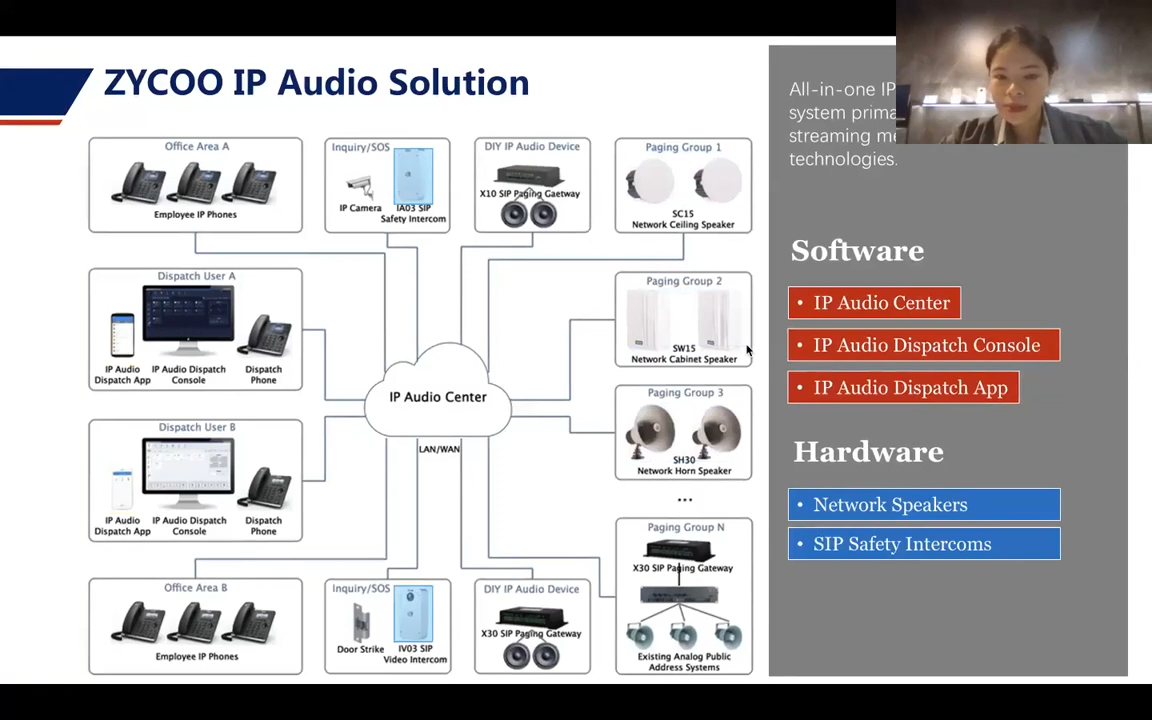 ZYCOO IP Audio Solution
Office Area A
Employee IP Phones
Inquiry/SOS
IP Camera
IA03 SIP
Safety Intercom
DIY IP Audio Device
X10 SIP Paging Gaetway
Paging Group 1
SC15
Network Ceiling Speaker
Dispatch User A
IP Audio
Dispatch App
IP Audio Dispatch
Console
Dispatch
Phone
Paging Group 2
SW15
Network Cabinet Speaker
IP Audio Center
LAN/WAN
Paging Group 3
SH30
Network Horn Speaker
...
Dispatch User B
IP Audio
Dispatch App
IP Audio Dispatch
Console
Dispatch
Phone
Office Area B
Employee IP Phones
Inquiry/SOS
Door Strike
IV03 SIP
Video Intercom
DIY IP Audio Device
X30 SIP Paging Gateway
Paging Group N
X30 SIP Paging Gateway
Existing Analog Public
Address Systems
All-in-one IP
system
streaming
technologies.
Software
• IP Audio Center
• IP Audio Dispatch Console
• IP Audio Dispatch App
Hardware
• Network Speakers
• SIP Safety Intercoms